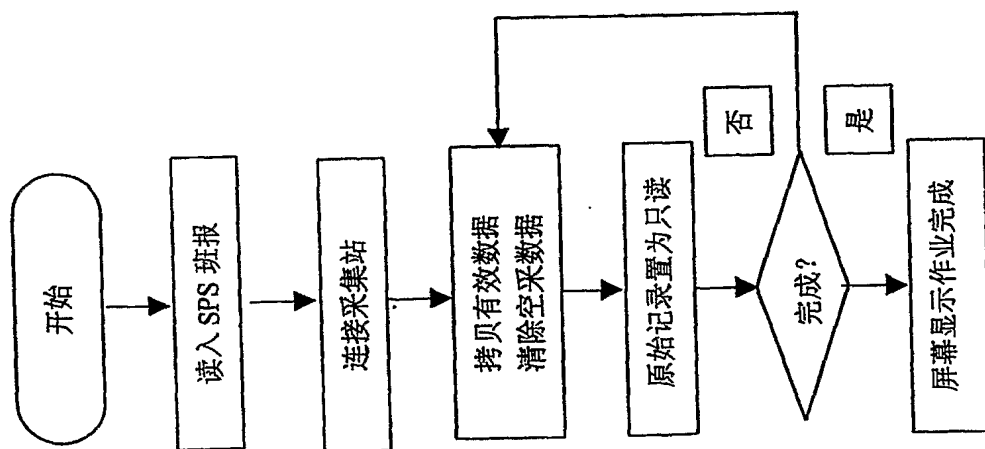 开始
读入 SPS 班报
连接采集站
拷贝有效数据
清除空采数据
原始记录置为只读
否
完成?
是
屏幕显示作业完成